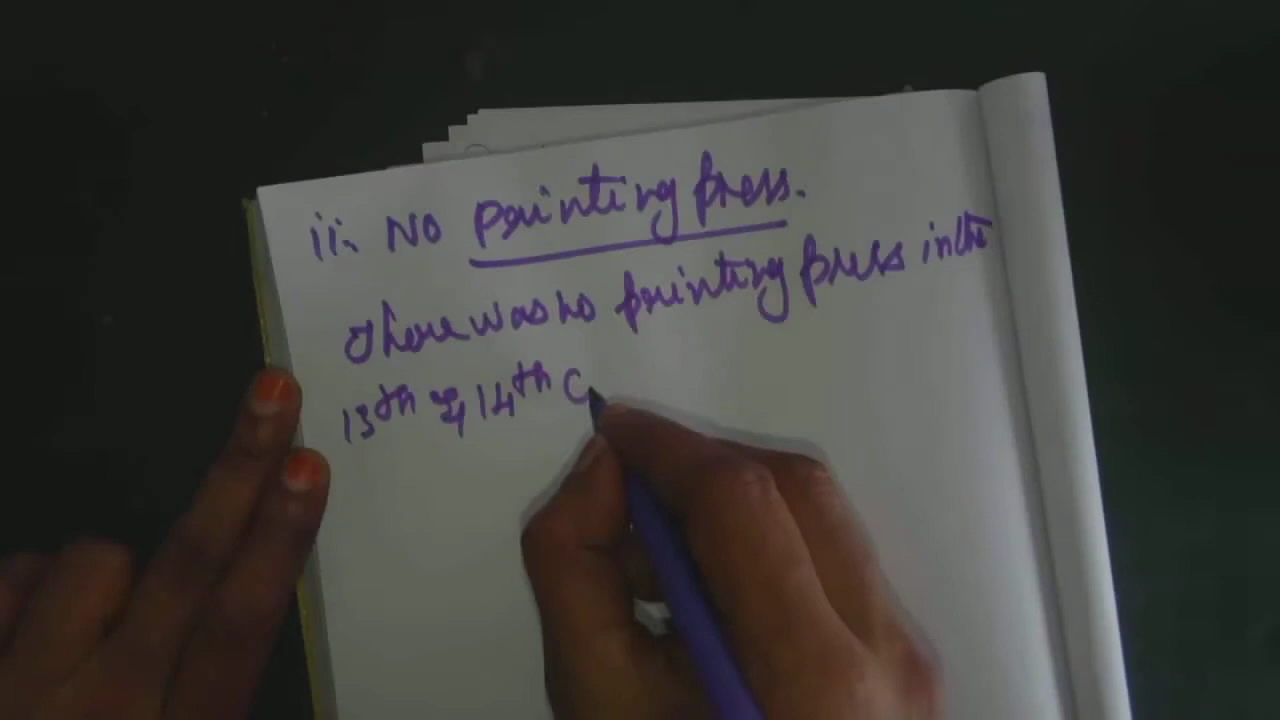 ii. No printing press.
There was no printing press in the
13th & 14th C